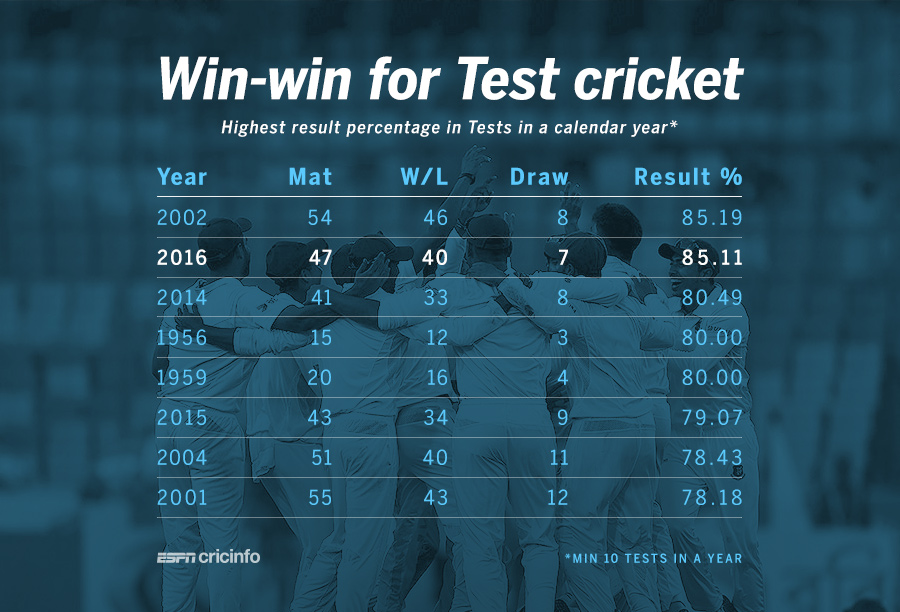 Win-win for Test cricket
Highest result percentage in Tests in a calendar year*
Year Mat W/L Draw Result %
2002 54 46 8 85.19
2016 47 40 7 85.11
2014 41 33 8 80.49
1956 15 12 3 80.00
1959 20 16 4 80.00
2015 43 34 9 79.07
2004 51 40 11 78.43
2001 55 43 12 78.18
ESPN cricinfo *MIN 10 TESTS IN A YEAR